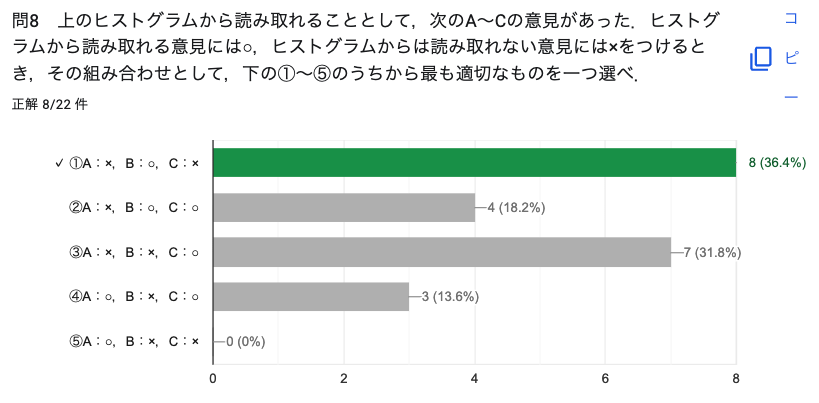 問8　上のヒストグラムから読み取れることとして，次のA～Cの意見があった．ヒストグ
ラムから読み取れる意見には○，ヒストグラムからは読み取れない意見には×をつけると
き，その組み合わせとして，下の①～⑤のうちから最も適切なものを一つ選べ．
コピー
正解 8/22 件
✓ ①A：×，B：○，C：× 8 (36.4%)
②A：×，B：○，C：○ 4 (18.2%)
③A：×，B：×，C：○ 7 (31.8%)
④A：○，B：×，C：○ 3 (13.6%)
⑤A：○，B：×，C：× 0 (0%)
0 2 4 6 8